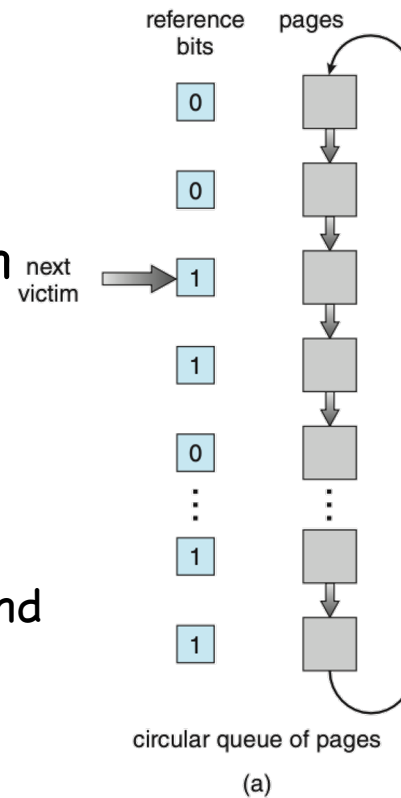 reference bits
pages
0
0
next victim
1
1
0
1
1
circular queue of pages
(a)